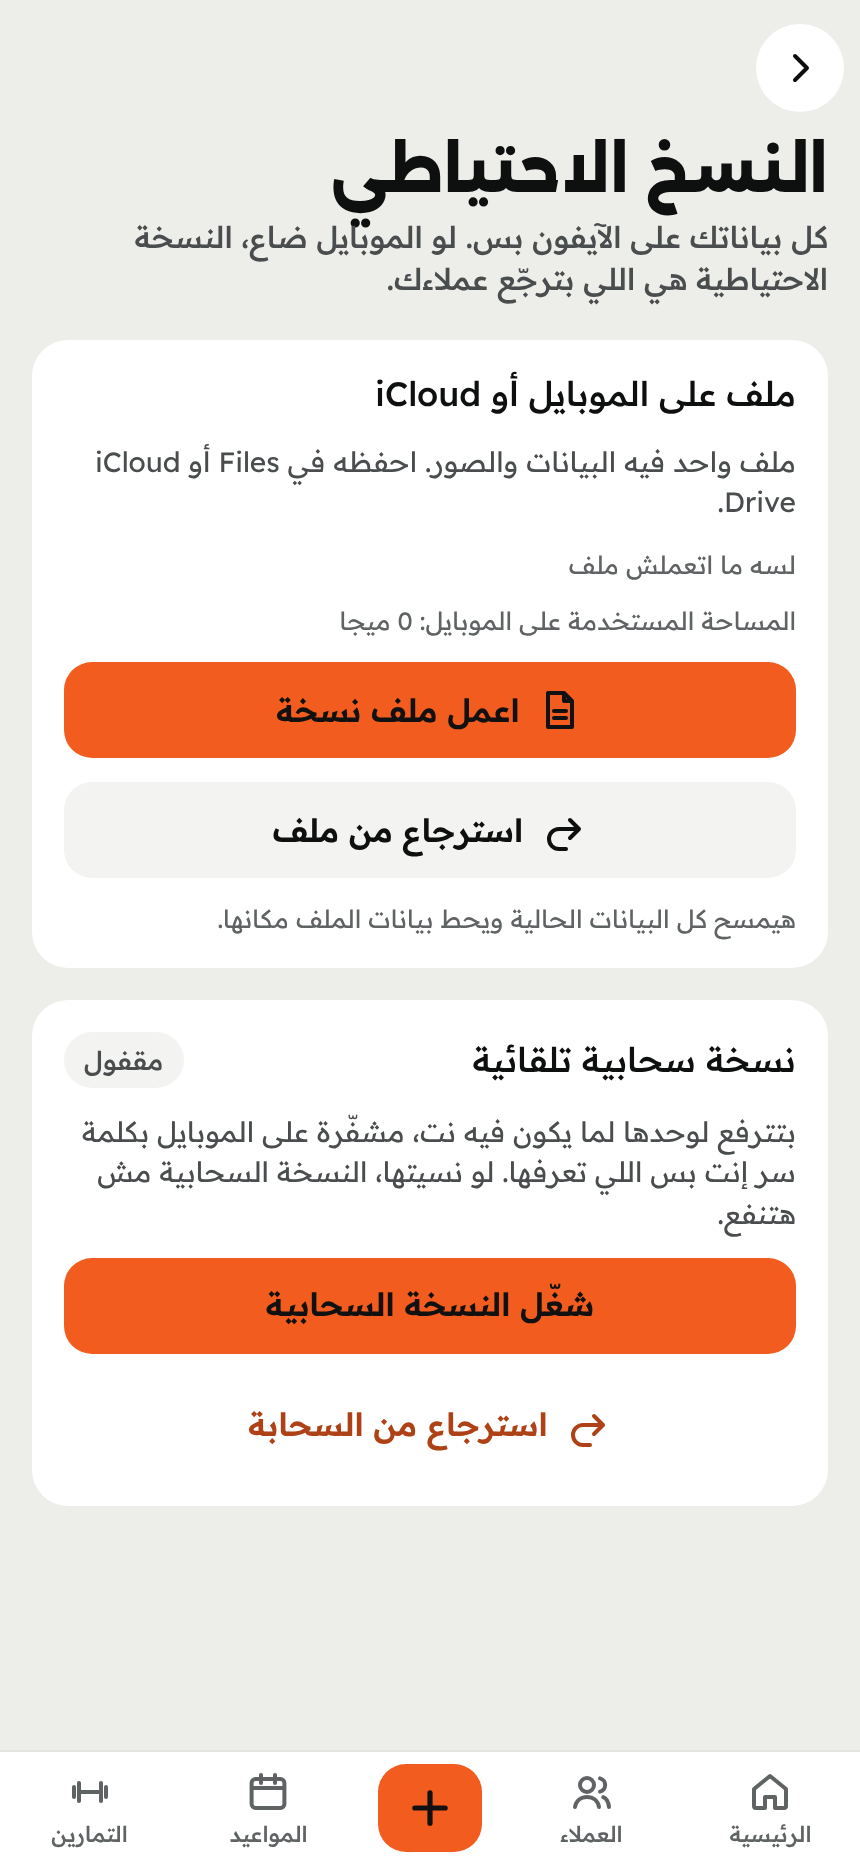 النسخ الاحتياطي
كل بياناتك على الآيفون بس. لو الموبايل ضاع، النسخة
الاحتياطية هي اللي بترجّع عملاءك.
ملف على الموبايل أو iCloud
ملف واحد فيه البيانات والصور. احفظه في Files أو iCloud
Drive.
لسه ما اتعملش ملف
المساحة المستخدمة على الموبايل: 0 ميجا
اعمل ملف نسخة
استرجاع من ملف
هيمسح كل البيانات الحالية ويحط بيانات الملف مكانها.
نسخة سحابية تلقائية
مقفول
بتترفع لوحدها لما يكون فيه نت، مشفّرة على الموبايل بكلمة
سر إنت بس اللي تعرفها. لو نسيتها، النسخة السحابية مش
هتنفع.
شغّل النسخة السحابية
استرجاع من السحابة
الرئيسية
العملاء
المواعيد
التمارين